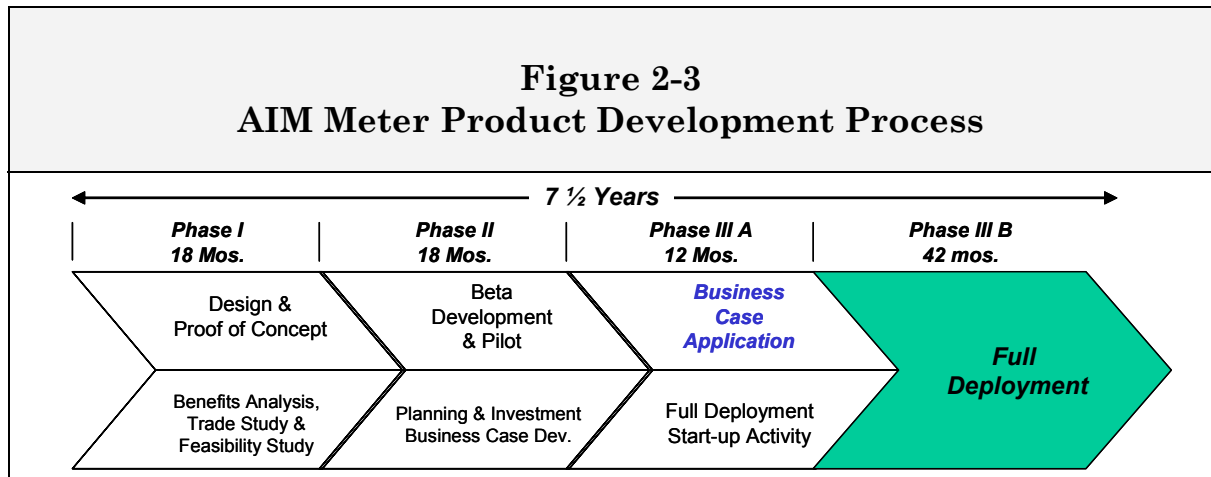 Figure 2-3
AIM Meter Product Development Process
7 ½ Years
Phase I
18 Mos.
Phase II
18 Mos.
Phase III A
12 Mos.
Phase III B
42 mos.
Design &
Proof of Concept
Beta
Development
& Pilot
Business
Case
Application
Full
Deployment
Benefits Analysis,
Trade Study &
Feasibility Study
Planning & Investment
Business Case Dev.
Full Deployment
Start-up Activity